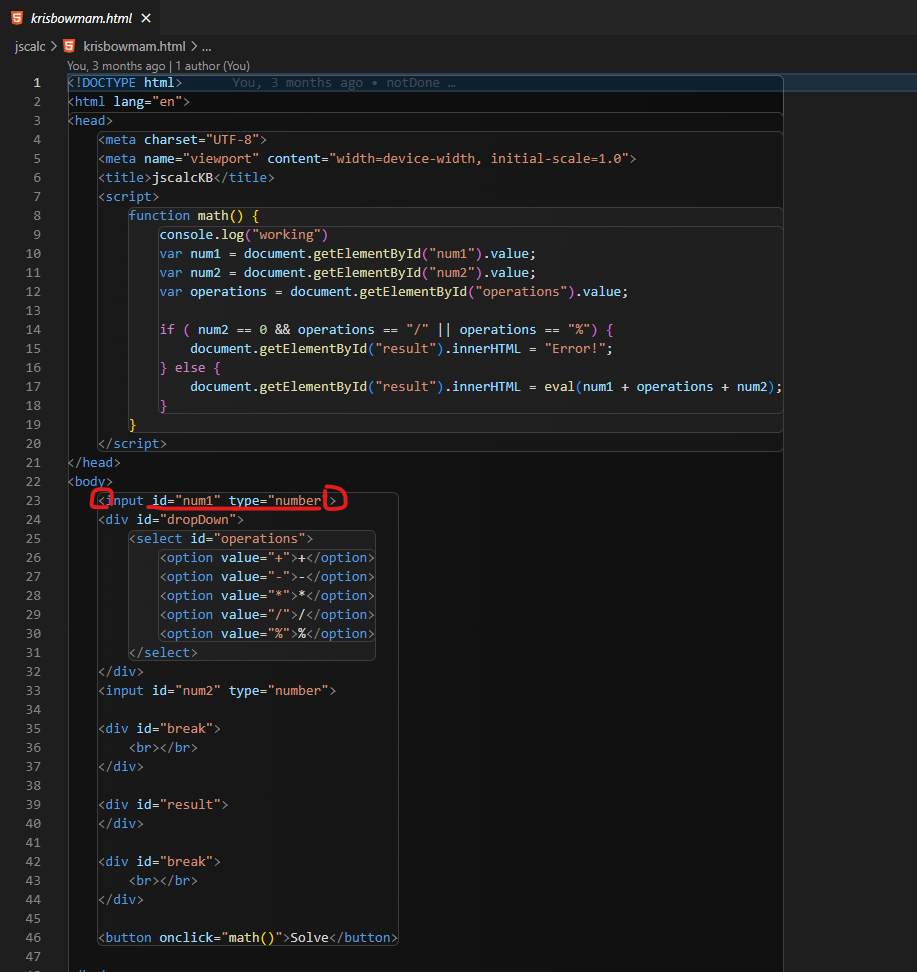 krisbowmam.html ×
jscalc > krisbowmam.html > ...
You, 3 months ago | 1 author (You)
1 <!DOCTYPE html> You, 3 months ago • notDone …
2 <html lang="en">
3 <head>
4 <meta charset="UTF-8">
5 <meta name="viewport" content="width=device-width, initial-scale=1.0">
6 <title>jscalcKB</title>
7 <script>
8 function math() {
9 console.log("working")
10 var num1 = document.getElementById("num1").value;
11 var num2 = document.getElementById("num2").value;
12 var operations = document.getElementById("operations").value;
13
14 if ( num2 == 0 && operations == "/" || operations == "%") {
15 document.getElementById("result").innerHTML = "Error!";
16 } else {
17 document.getElementById("result").innerHTML = eval(num1 + operations + num2);
18 }
19 }
20 </script>
21 </head>
22 <body>
23 <input id="num1" type="number">
24 <div id="dropDown">
25 <select id="operations">
26 <option value="+">+</option>
27 <option value="-">-</option>
28 <option value="*">*</option>
29 <option value="/">/</option>
30 <option value="%">%</option>
31 </select>
32 </div>
33 <input id="num2" type="number">
34
35 <div id="break">
36 <br></br>
37 </div>
38
39 <div id="result">
40 </div>
41
42 <div id="break">
43 <br></br>
44 </div>
45
46 <button onclick="math()">Solve</button>
47